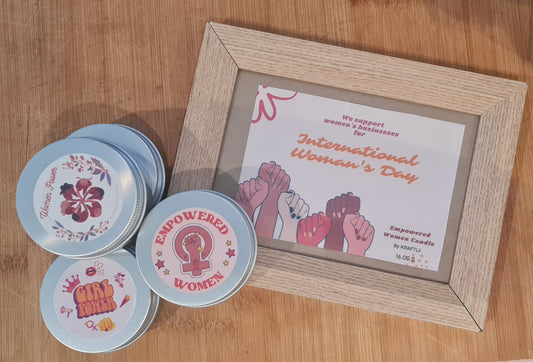 We support
women's businesses
for
International
Woman's Day
Empowered
Women Candle
By KRAFTLI
16.00
Women Power
EMPOWERED
WOMEN
GIRL
POWER